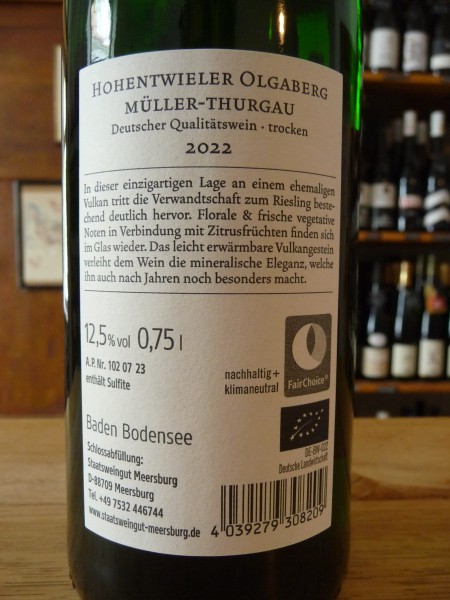 HOHENTWIELER OLGABERG
MÜLLER-THURGAU
Deutscher Qualitätswein · trocken
2022
In dieser einzigartigen Lage an einem ehemaligen
Vulkan tritt die Verwandtschaft zum Riesling beste-
chend deutlich hervor. Florale & frische vegetative
Noten in Verbindung mit Zitrusfrüchten finden sich
im Glas wieder. Das leicht erwärmbare Vulkangestein
verleiht dem Wein die mineralische Eleganz, welche
ihn auch nach Jahren noch besonders macht.
12,5% vol 0,75 l
A. P. Nr. 102 07 23
enthält Sulfite
nachhaltig +
klimaneutral
FairChoice®
Baden Bodensee
Schlossabfüllung:
Staatsweingut Meersburg
D-88709 Meersburg
Tel. +49 7532 446744
www.staatsweingut-meersburg.de
DE-BW-022
Deutsche Landwirtschaft
4 039279 308209